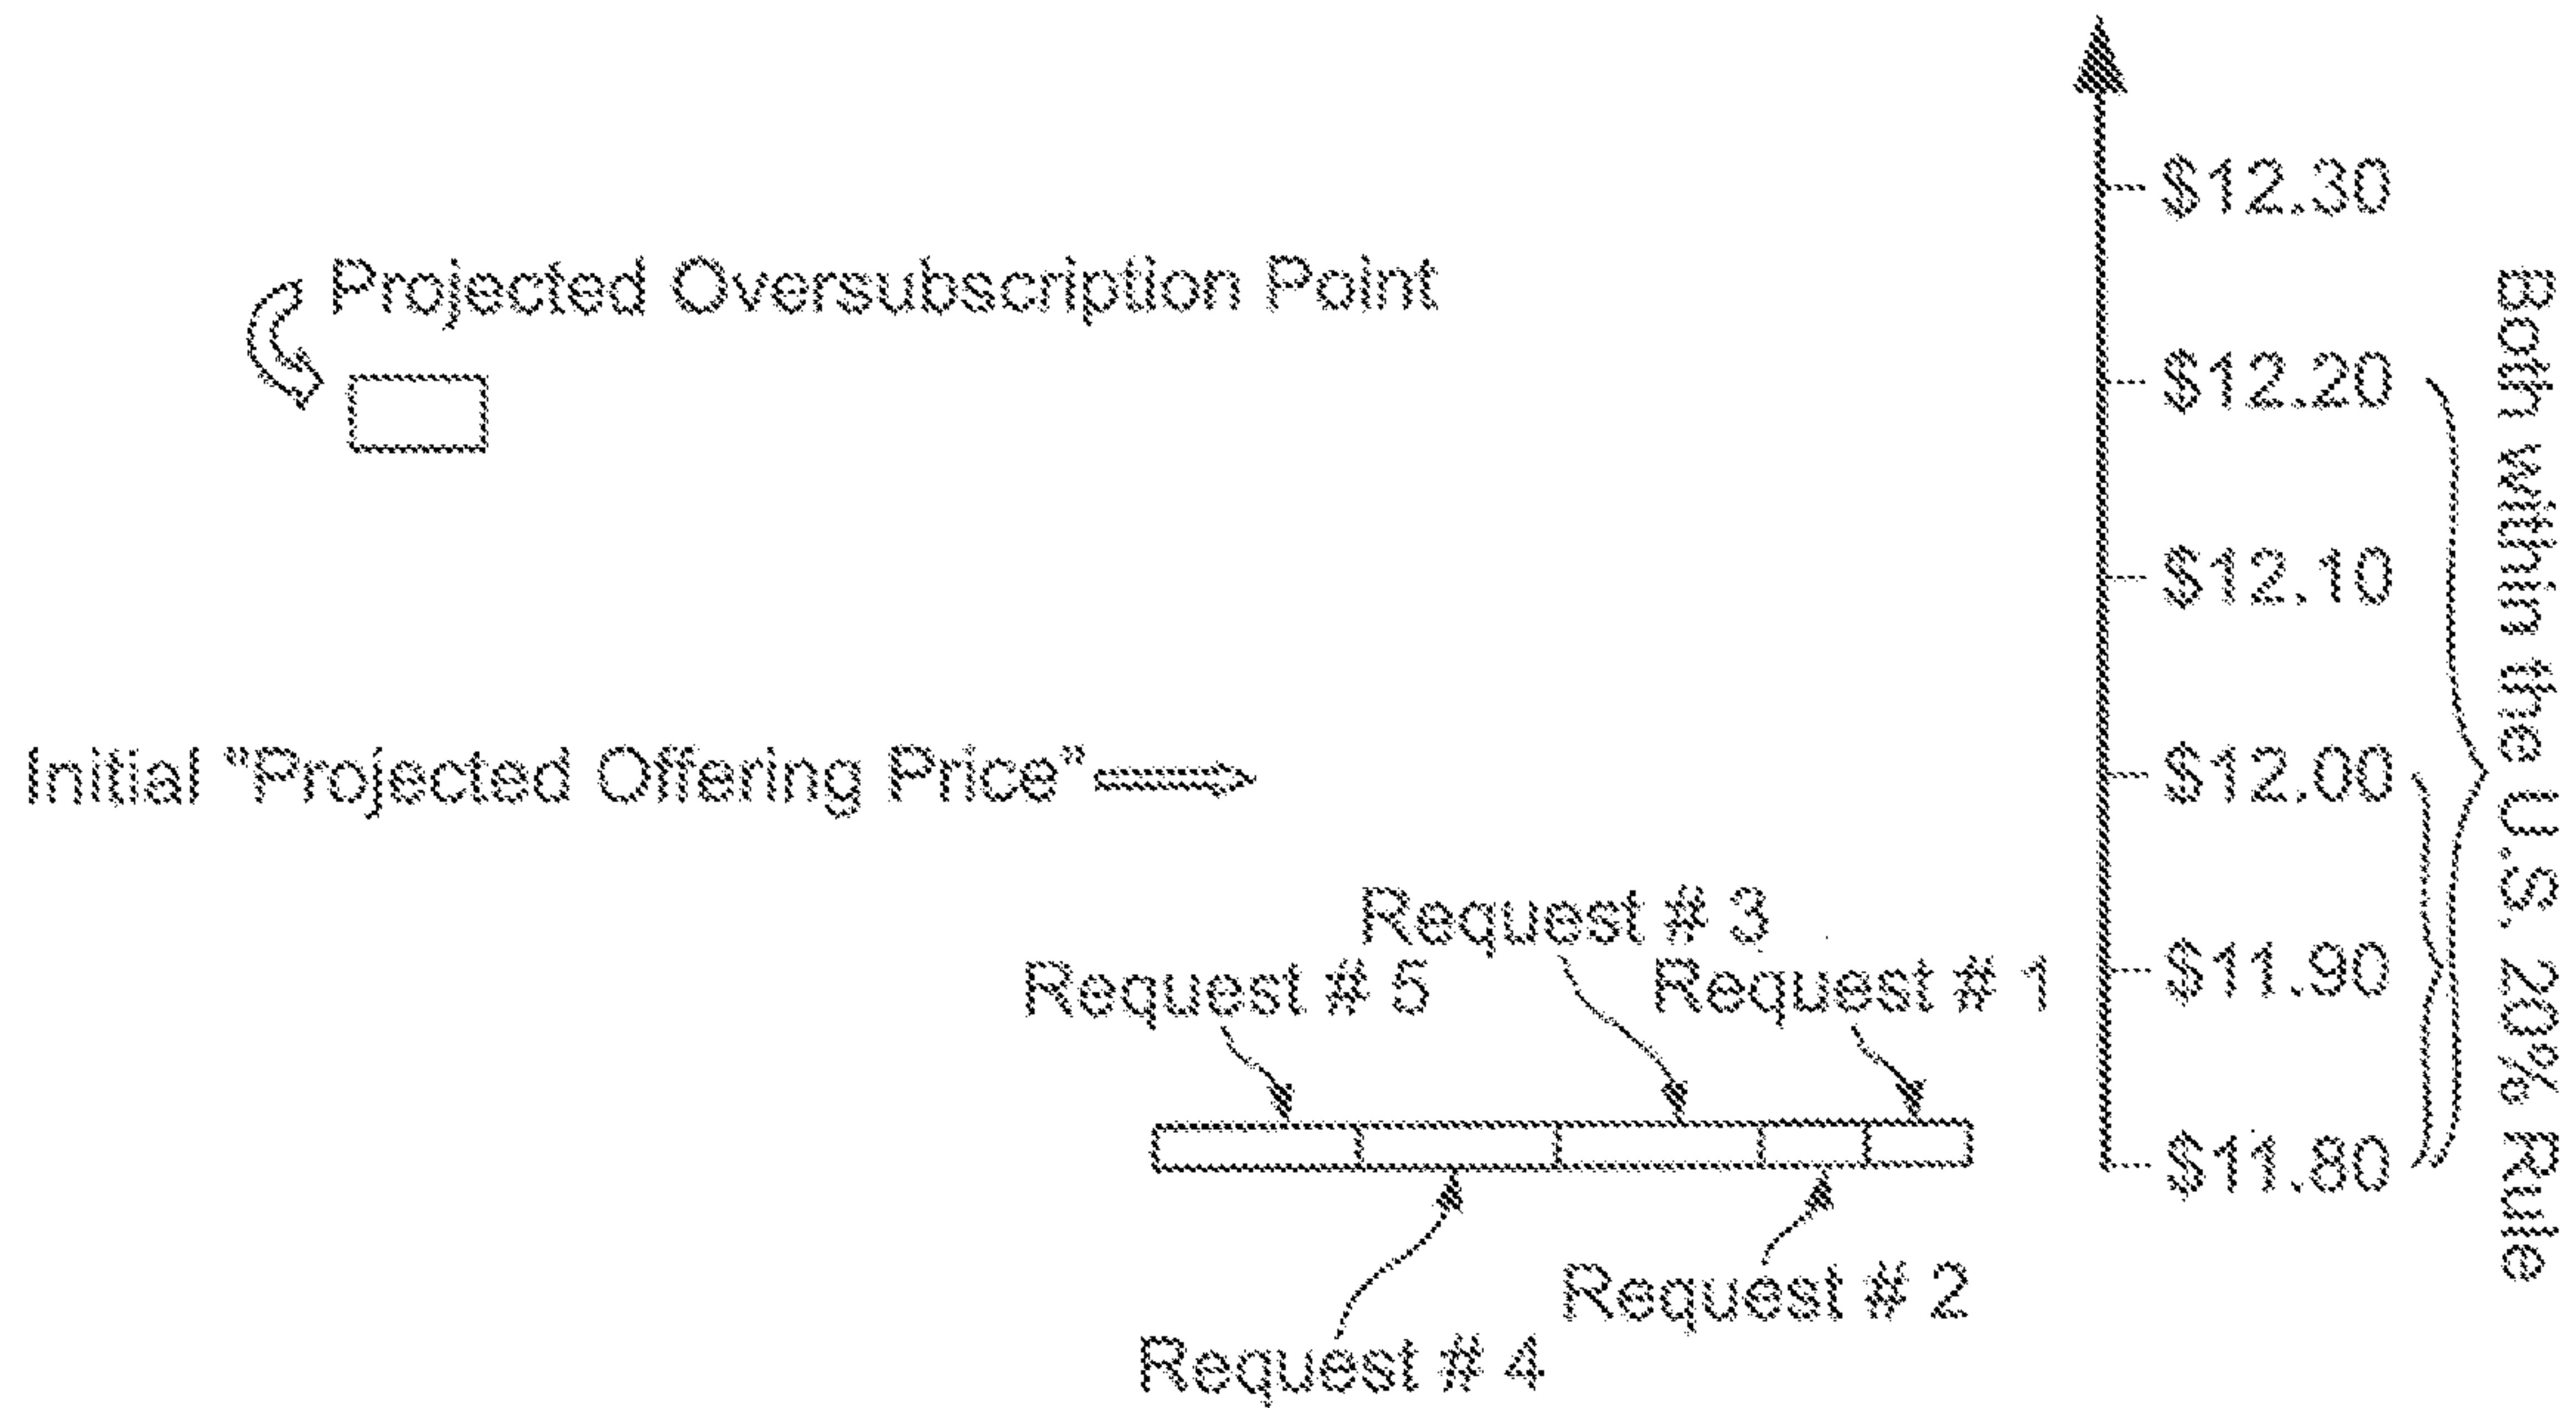 $12.30
Projected Oversubscription Point
$12.20
$12.10
Initial "Projected Offering Price"
$12.00
Request # 3
Request # 5
Request # 1
$11.90
$11.80
Request # 2
Request # 4
Both within the U.S. 20% Rule